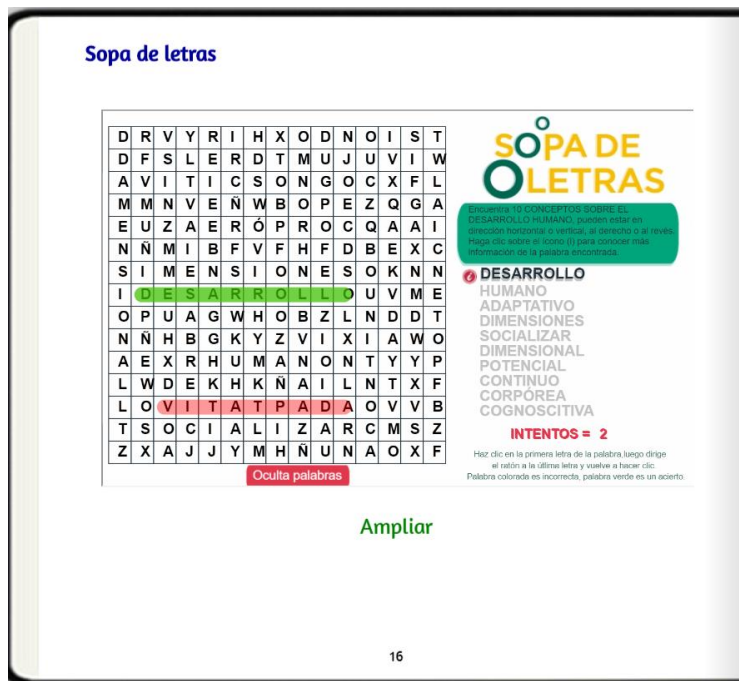 Sopa de letras
D R V Y R I H X O D N O I S T
D F S L E R D T M U J U V I W
A V I T I C S O N G O C X F L
M M N V E Ñ W B O P E Z Q G A
E U Z A E R Ó P R O C Q A A I
N Ñ M I B F V F H F D B E X C
S I M E N S I O N E S O K N N
I D E S A R R O L L O U V M E
O P U A G W H O B Z L N D D T
N Ñ H B G K Y Z V I X I A W O
A E X R H U M A N O N T Y Y P
L W D E K H K Ñ A I L N T X F
L O V I T A T P A D A O V V B
T S O C I A L I Z A R C M S Z
Z X A J J Y M H Ñ U N A O X F
Oculta palabras
SOPA DE
LETRAS
Encuentra 10 CONCEPTOS SOBRE EL
DESARROLLO HUMANO, pueden estar en
dirección horizontal o vertical, al derecho o al revés.
Haga clic sobre el ícono (i) para conocer más
información de la palabra encontrada.
i DESARROLLO
HUMANO
ADAPTATIVO
DIMENSIONES
SOCIALIZAR
DIMENSIONAL
POTENCIAL
CONTINUO
CORPÓREA
COGNOSCITIVA
INTENTOS = 2
Haz clic en la primera letra de la palabra,luego dirige
el ratón a la última letra y vuelve a hacer clic.
Palabra colorada es incorrecta, palabra verde es un acierto.
Ampliar
16